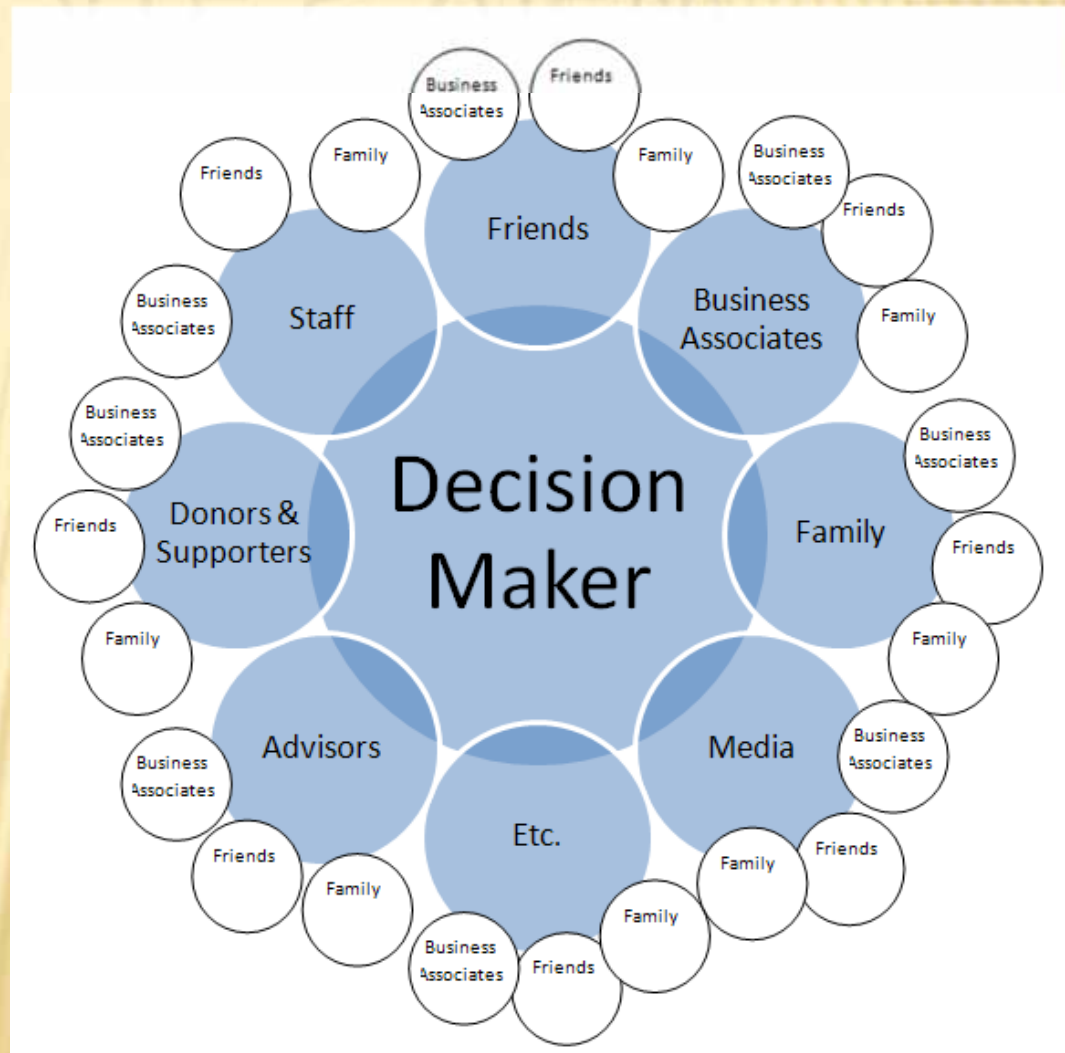 Business
Associates
Friends
Family
Friends
Family
Business
Associates
Friends
Family
Friends
Business
Associates
Staff
Business
Associates
Business
Associates
Business
Associates
Friends
Donors &
Supporters
Decision
Maker
Family
Friends
Family
Family
Business
Associates
Advisors
Media
Business
Associates
Friends
Family
Etc.
Family
Friends
Family
Business
Associates
Friends